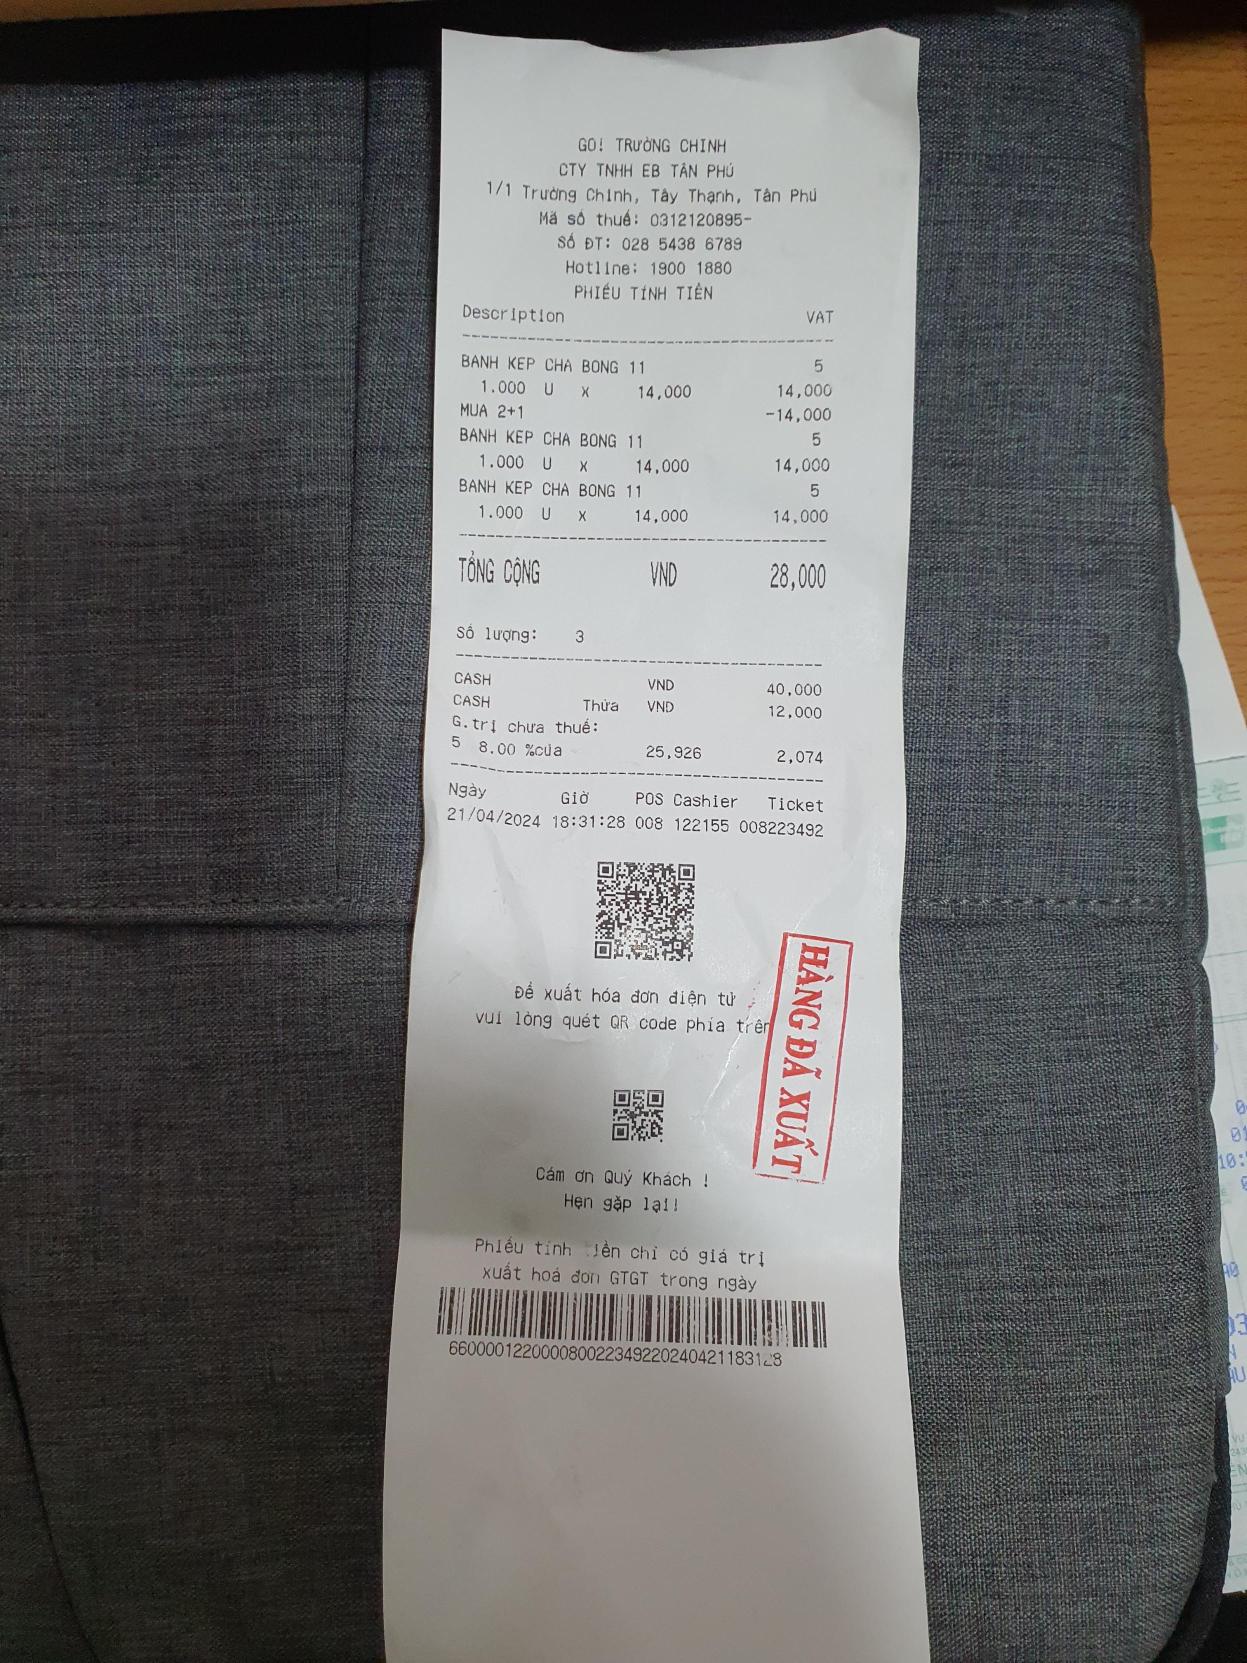 GO! TRƯỜNG CHINH
CTY TNHH EB TÂN PHÚ
1/1 Trường Chinh, Tây Thạnh, Tân Phú
Mã số thuế: 0312120895-
Số ĐT: 028 5438 6789
Hotline: 1900 1880
PHIẾU TÍNH TIỀN
Description VAT
BANH KEP CHA BONG 11 5
1.000 U x 14,000 14,000
MUA 2+1 -14,000
BANH KEP CHA BONG 11 5
1.000 U x 14,000 14,000
BANH KEP CHA BONG 11 5
1.000 U x 14,000 14,000
TỔNG CỘNG VND 28,000
Số lượng: 3
CASH VND 40,000
CASH Thừa VND 12,000
G.trị chưa thuế:
5 8.00 %của 25,926 2,074
Ngày Giờ POS Cashier Ticket
21/04/2024 18:31:28 008 122155 008223492
Để xuất hóa đơn điện tử
vui lòng quét QR code phía trên
HÀNG ĐÃ XUẤT
Cám ơn Quý Khách !
Hẹn gặp lại!
Phiếu tính tiền chỉ có giá trị
xuất hoá đơn GTGT trong ngày
660000122000080022349220240421183128